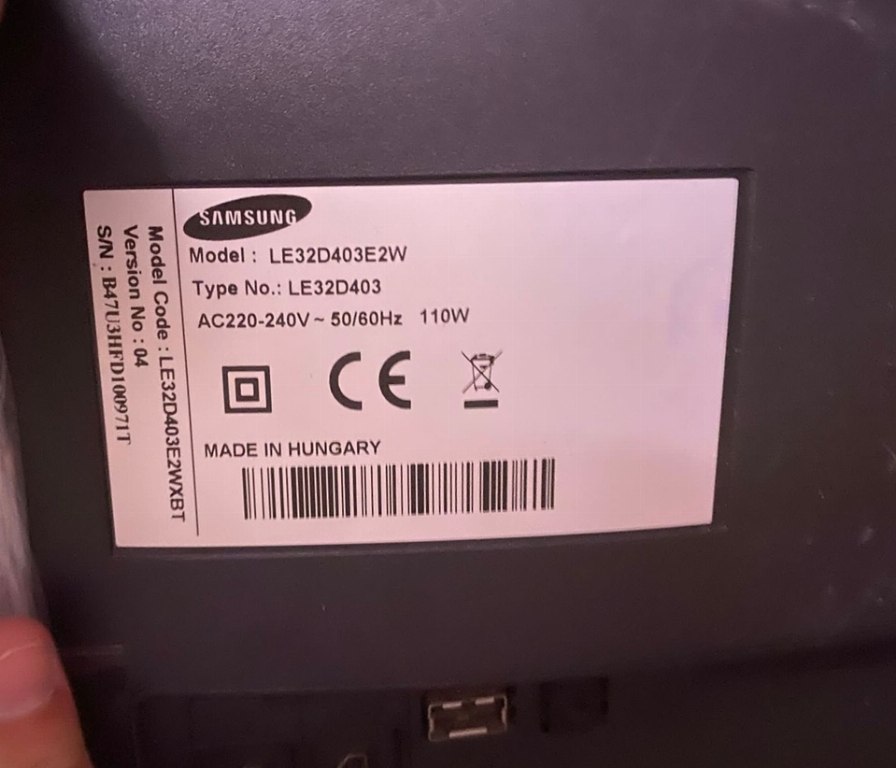 SAMSUNG
Model : LE32D403E2W
Type No.: LE32D403
AC220-240V ~ 50/60Hz 110W
CE
MADE IN HUNGARY
Model Code : LE32D403E2WXBT
Version No : 04
S/N : B47U3HFD100971T